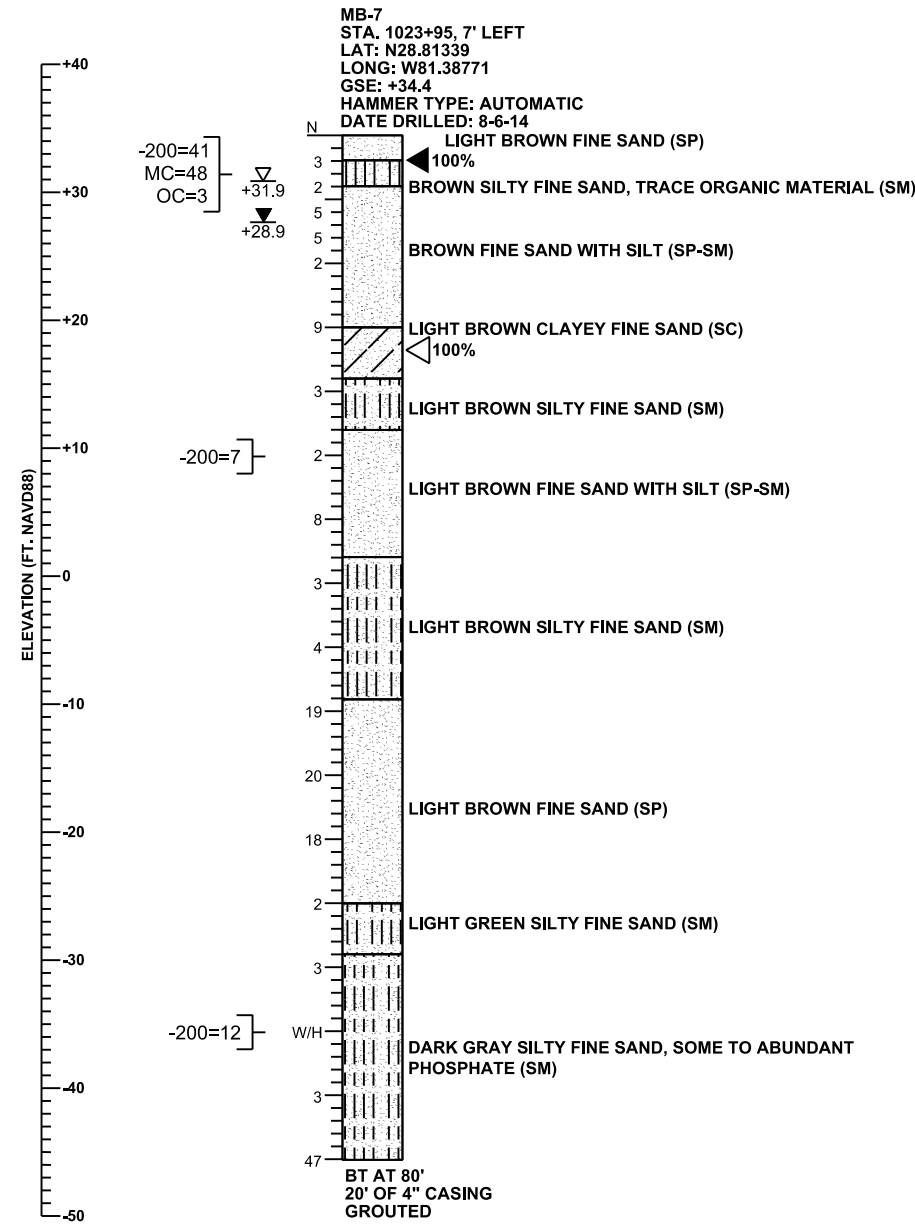 MB-7
STA. 1023+95, 7' LEFT
LAT: N28.81339
LONG: W81.38771
GSE: +34.4
HAMMER TYPE: AUTOMATIC
DATE DRILLED: 8-6-14
ELEVATION (FT. NAVD88)
+40
+30
+20
+10
0
-10
-20
-30
-40
-50
-200=41
MC=48
OC=3
+31.9
+28.9
-200=7
-200=12
N
3
2
5
5
2
9
3
2
8
3
4
19
20
18
2
3
W/H
3
47
LIGHT BROWN FINE SAND (SP)
100%
BROWN SILTY FINE SAND, TRACE ORGANIC MATERIAL (SM)
BROWN FINE SAND WITH SILT (SP-SM)
LIGHT BROWN CLAYEY FINE SAND (SC)
100%
LIGHT BROWN SILTY FINE SAND (SM)
LIGHT BROWN FINE SAND WITH SILT (SP-SM)
LIGHT BROWN SILTY FINE SAND (SM)
LIGHT BROWN FINE SAND (SP)
LIGHT GREEN SILTY FINE SAND (SM)
DARK GRAY SILTY FINE SAND, SOME TO ABUNDANT
PHOSPHATE (SM)
BT AT 80'
20' OF 4" CASING
GROUTED